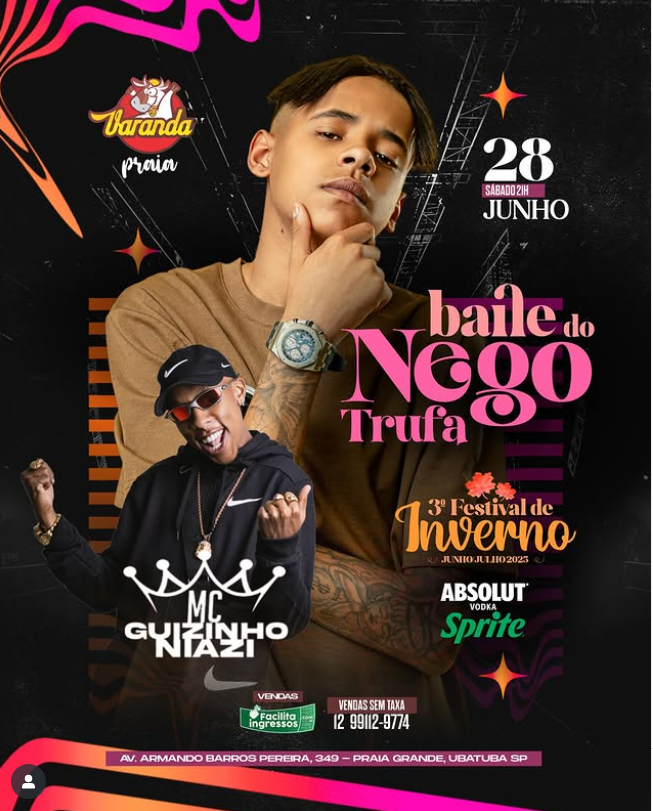 Varanda
praia
28
SÁBADO 21H
JUNHO
baile do
Nego
Trufa
3º Festival de
Inverno
JUNHO JULHO 2025
ABSOLUT
VODKA
Sprite
MC
GUIZINHO
NIAZI
VENDAS
Facilita
ingressos
VENDAS SEM TAXA
12 99112-9774
AV. ARMANDO BARROS PEREIRA, 349 – PRAIA GRANDE, UBATUBA SP